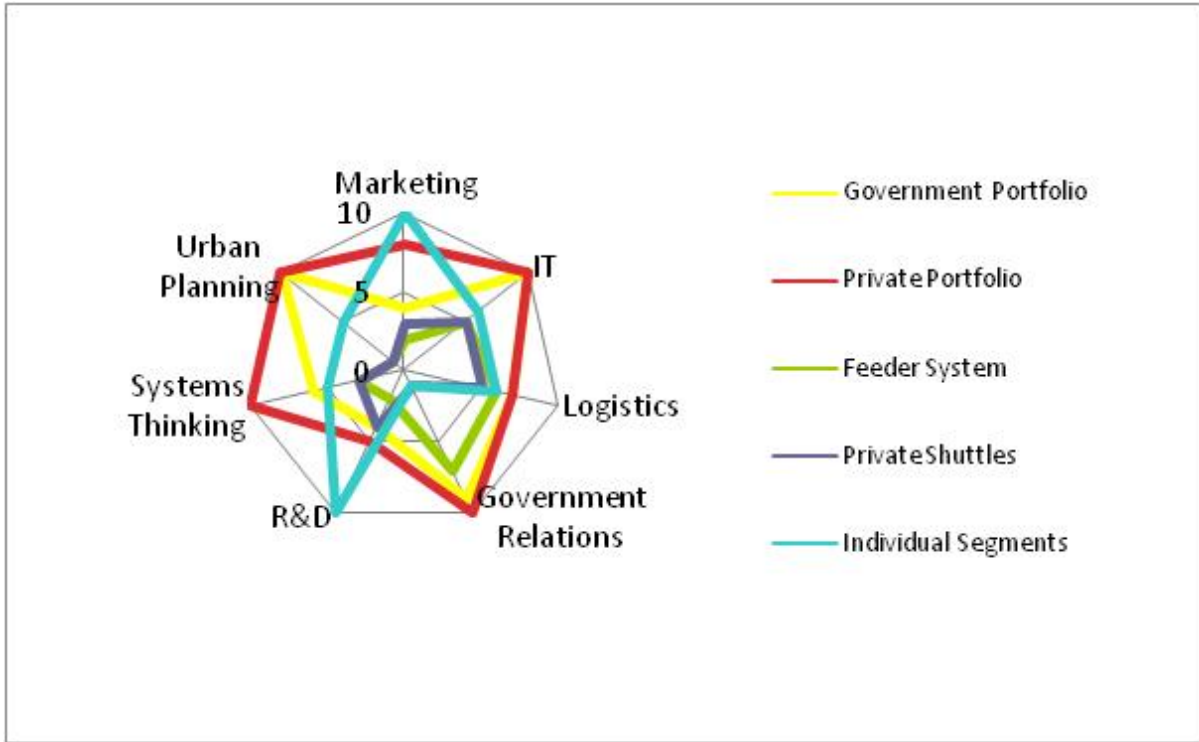 Marketing
10
Urban
Planning
IT
5
0
Systems
Thinking
Logistics
R&D
Government
Relations
Government Portfolio
Private Portfolio
Feeder System
Private Shuttles
Individual Segments